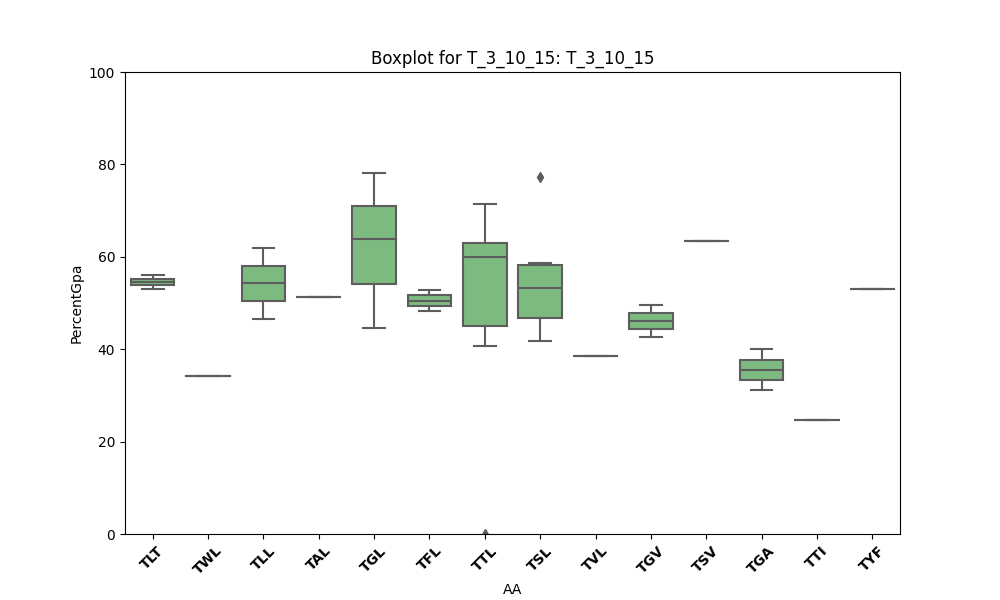 Boxplot for T_3_10_15: T_3_10_15
100
80
60
40
20
0
PercentGpa
TLT TWL TLL TAL TGL TFL TTL TSL TVL TGV TSV TGA TTI TYF
AA